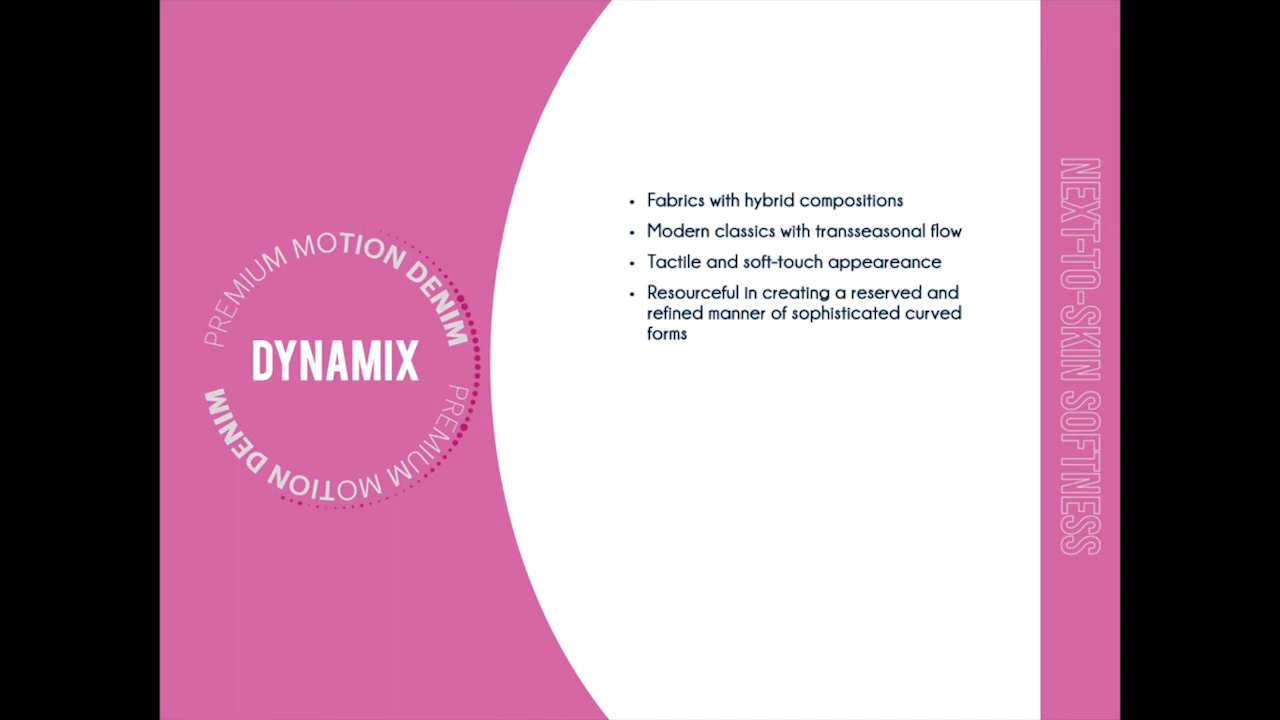 PREMIUM MOTION DENIM
DYNAMIX
PREMIUM MOTION DENIM
• Fabrics with hybrid compositions
• Modern classics with transseasonal flow
• Tactile and soft-touch appeareance
• Resourceful in creating a reserved and
refined manner of sophisticated curved
forms
NEXT-TO-SKIN SOFTNESS